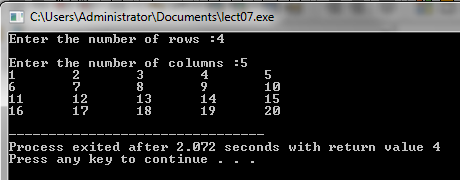 C:\Users\Administrator\Documents\lect07.exe
Enter the number of rows :4
Enter the number of columns :5
1 2 3 4 5
6 7 8 9 10
11 12 13 14 15
16 17 18 19 20
--------------------------------
Process exited after 2.072 seconds with return value 4
Press any key to continue . . .